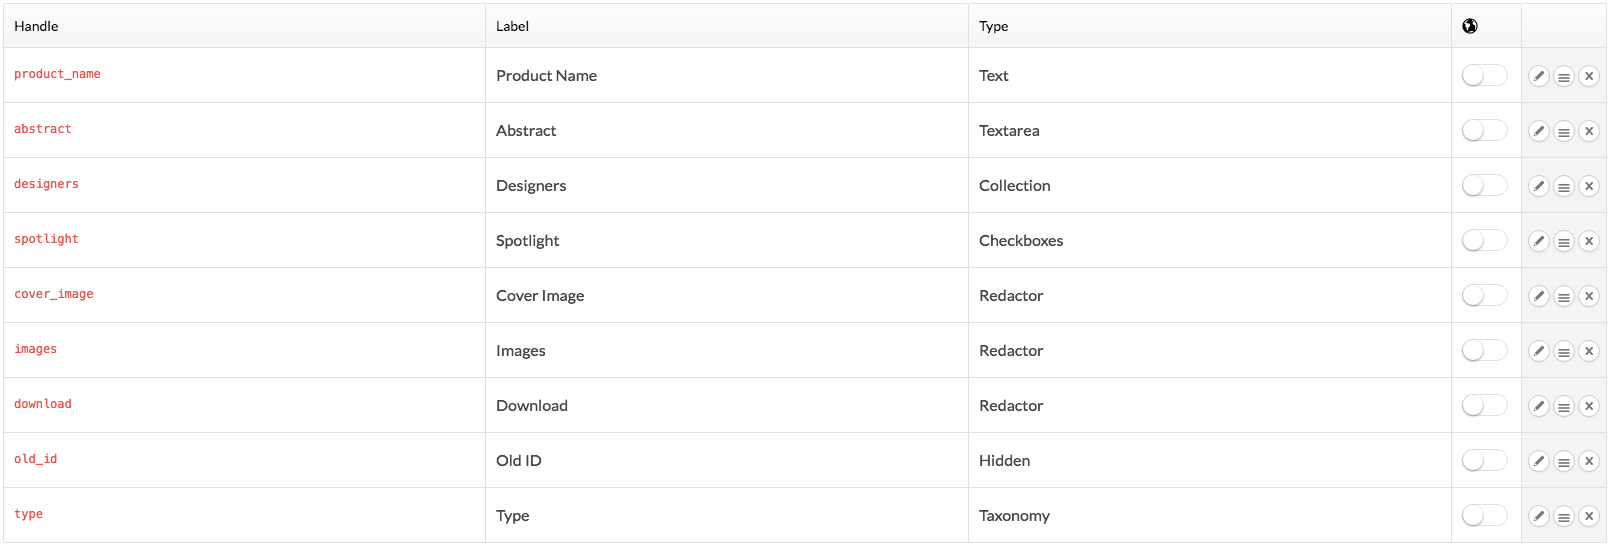 Handle Label Type
product_name Product Name Text
abstract Abstract Textarea
designers Designers Collection
spotlight Spotlight Checkboxes
cover_image Cover Image Redactor
images Images Redactor
download Download Redactor
old_id Old ID Hidden
type Type Taxonomy